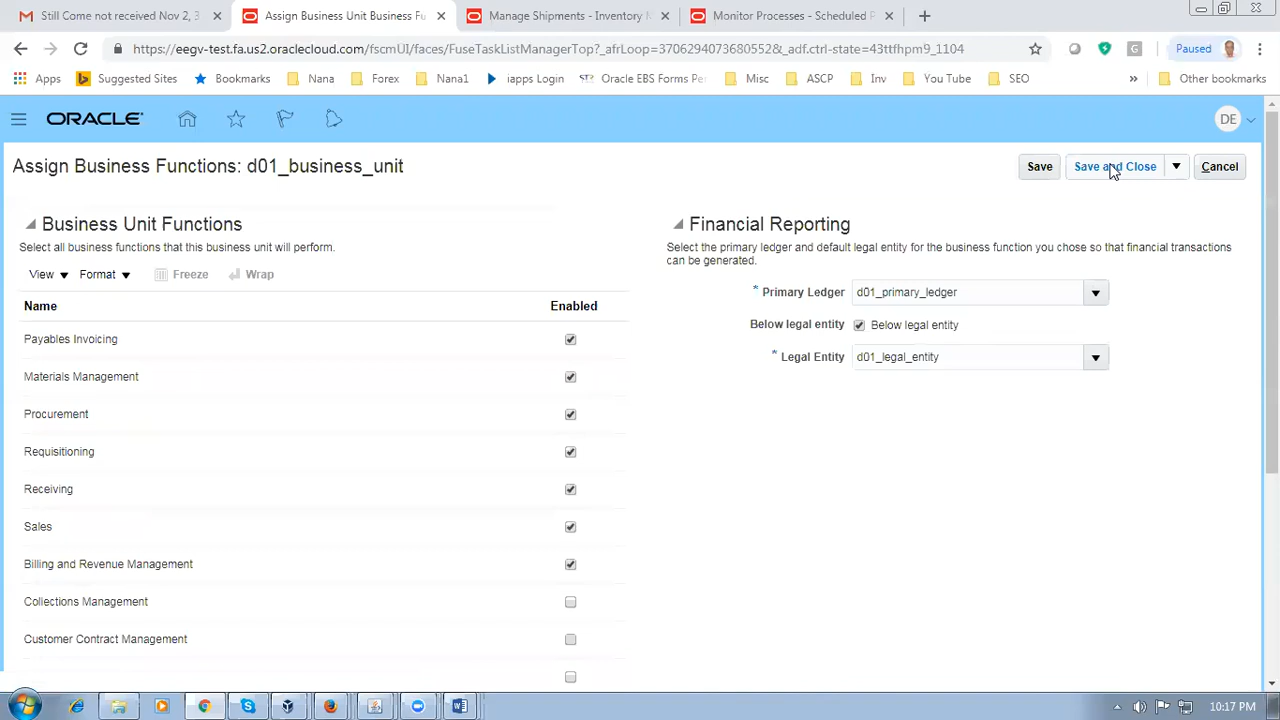 Still Come not received Nov 2, 3
Assign Business Unit Business Fu
Manage Shipments - Inventory M
Monitor Processes - Scheduled P
https://eegv-test.fa.us2.oraclecloud.com/fscmUI/faces/FuseTaskListManagerTop?_afrLoop=37062940736805552&_adf.ctrl-state=43ttfhpm9_1104
Paused
Apps Suggested Sites Bookmarks Nana Forex Nana1 iapps Login Oracle EBS Forms Pe Misc ASCP Inv You Tube SEO » Other bookmarks
ORACLE DE
Assign Business Functions: d01_business_unit
Save Save and Close Cancel
Business Unit Functions
Select all business functions that this business unit will perform.
View Format Freeze Wrap
Name Enabled
Payables Invoicing
Materials Management
Procurement
Requisitioning
Receiving
Sales
Billing and Revenue Management
Collections Management
Customer Contract Management
Financial Reporting
Select the primary ledger and default legal entity for the business function you chose so that financial transactions
can be generated.
* Primary Ledger d01_primary_ledger
Below legal entity Below legal entity
* Legal Entity d01_legal_entity
10:17 PM